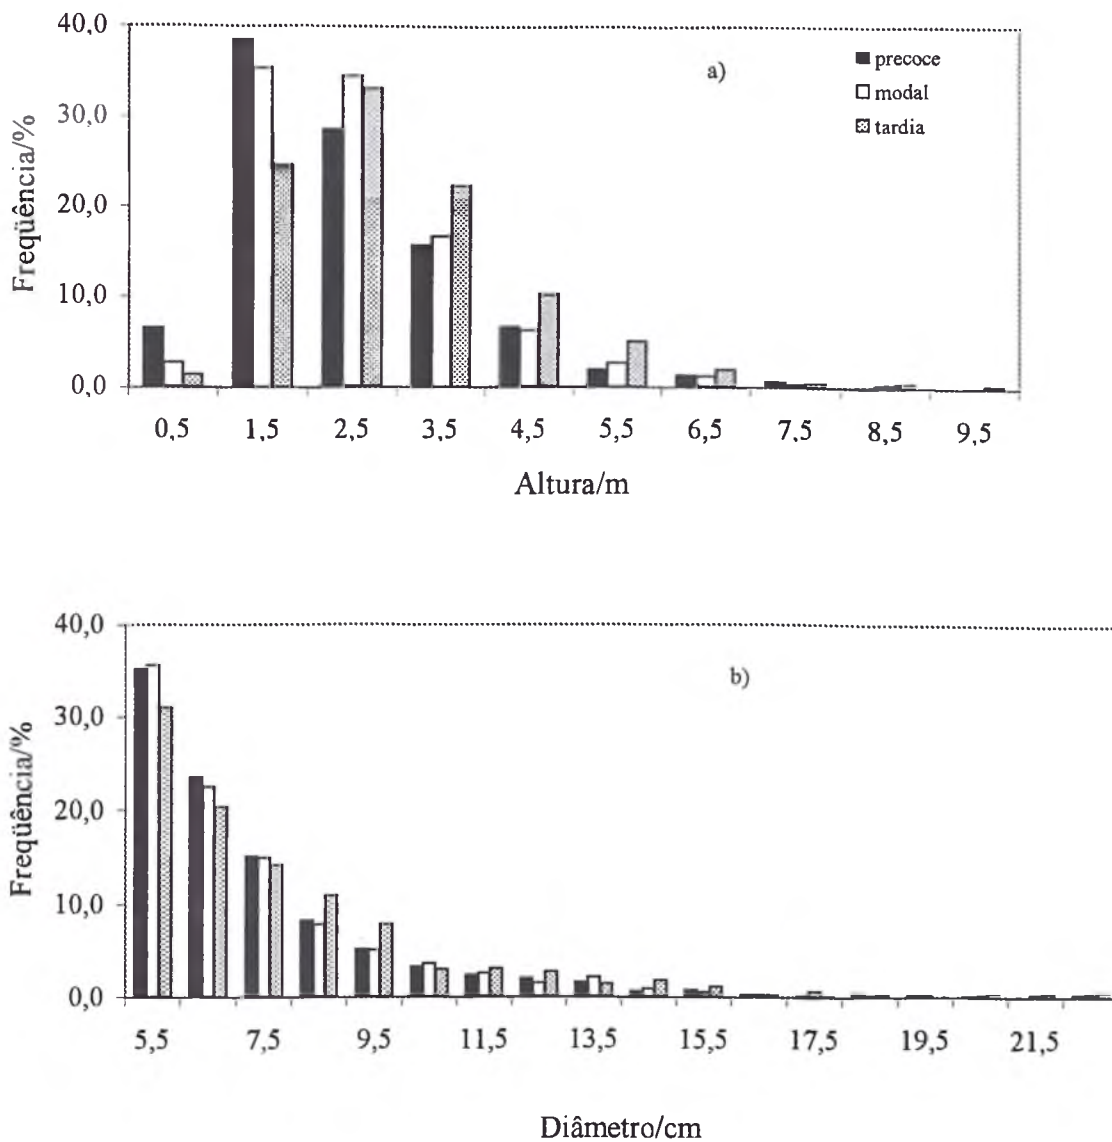 40,0
30,0
20,0
10,0
0,0
Freqüência/%
a)
precoce
modal
tardia
0,5 1,5 2,5 3,5 4,5 5,5 6,5 7,5 8,5 9,5
Altura/m
40,0
30,0
20,0
10,0
0,0
Freqüência/%
b)
5,5 7,5 9,5 11,5 13,5 15,5 17,5 19,5 21,5
Diâmetro/cm